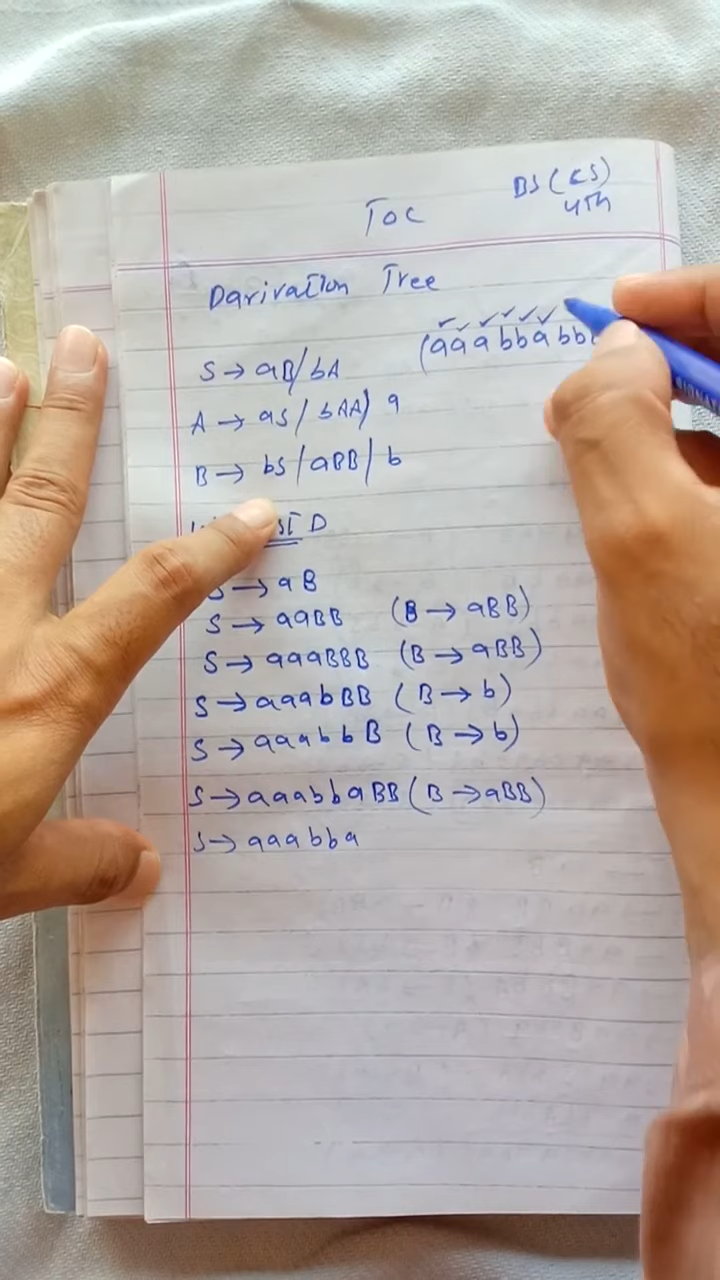 BS (CS)
4Th
Toc
Darivation Tree
(aaabbabb
S → aB/bA
A → aS/bAA/a
B → bS/aBB/b
D
S → aB
S → aaBB (B → aBB)
S → aaaBBB (B → aBB)
S → aaabBB (B → b)
S → aaabbB (B → b)
S → aaabbaBB (B → aBB)
S → aaabba